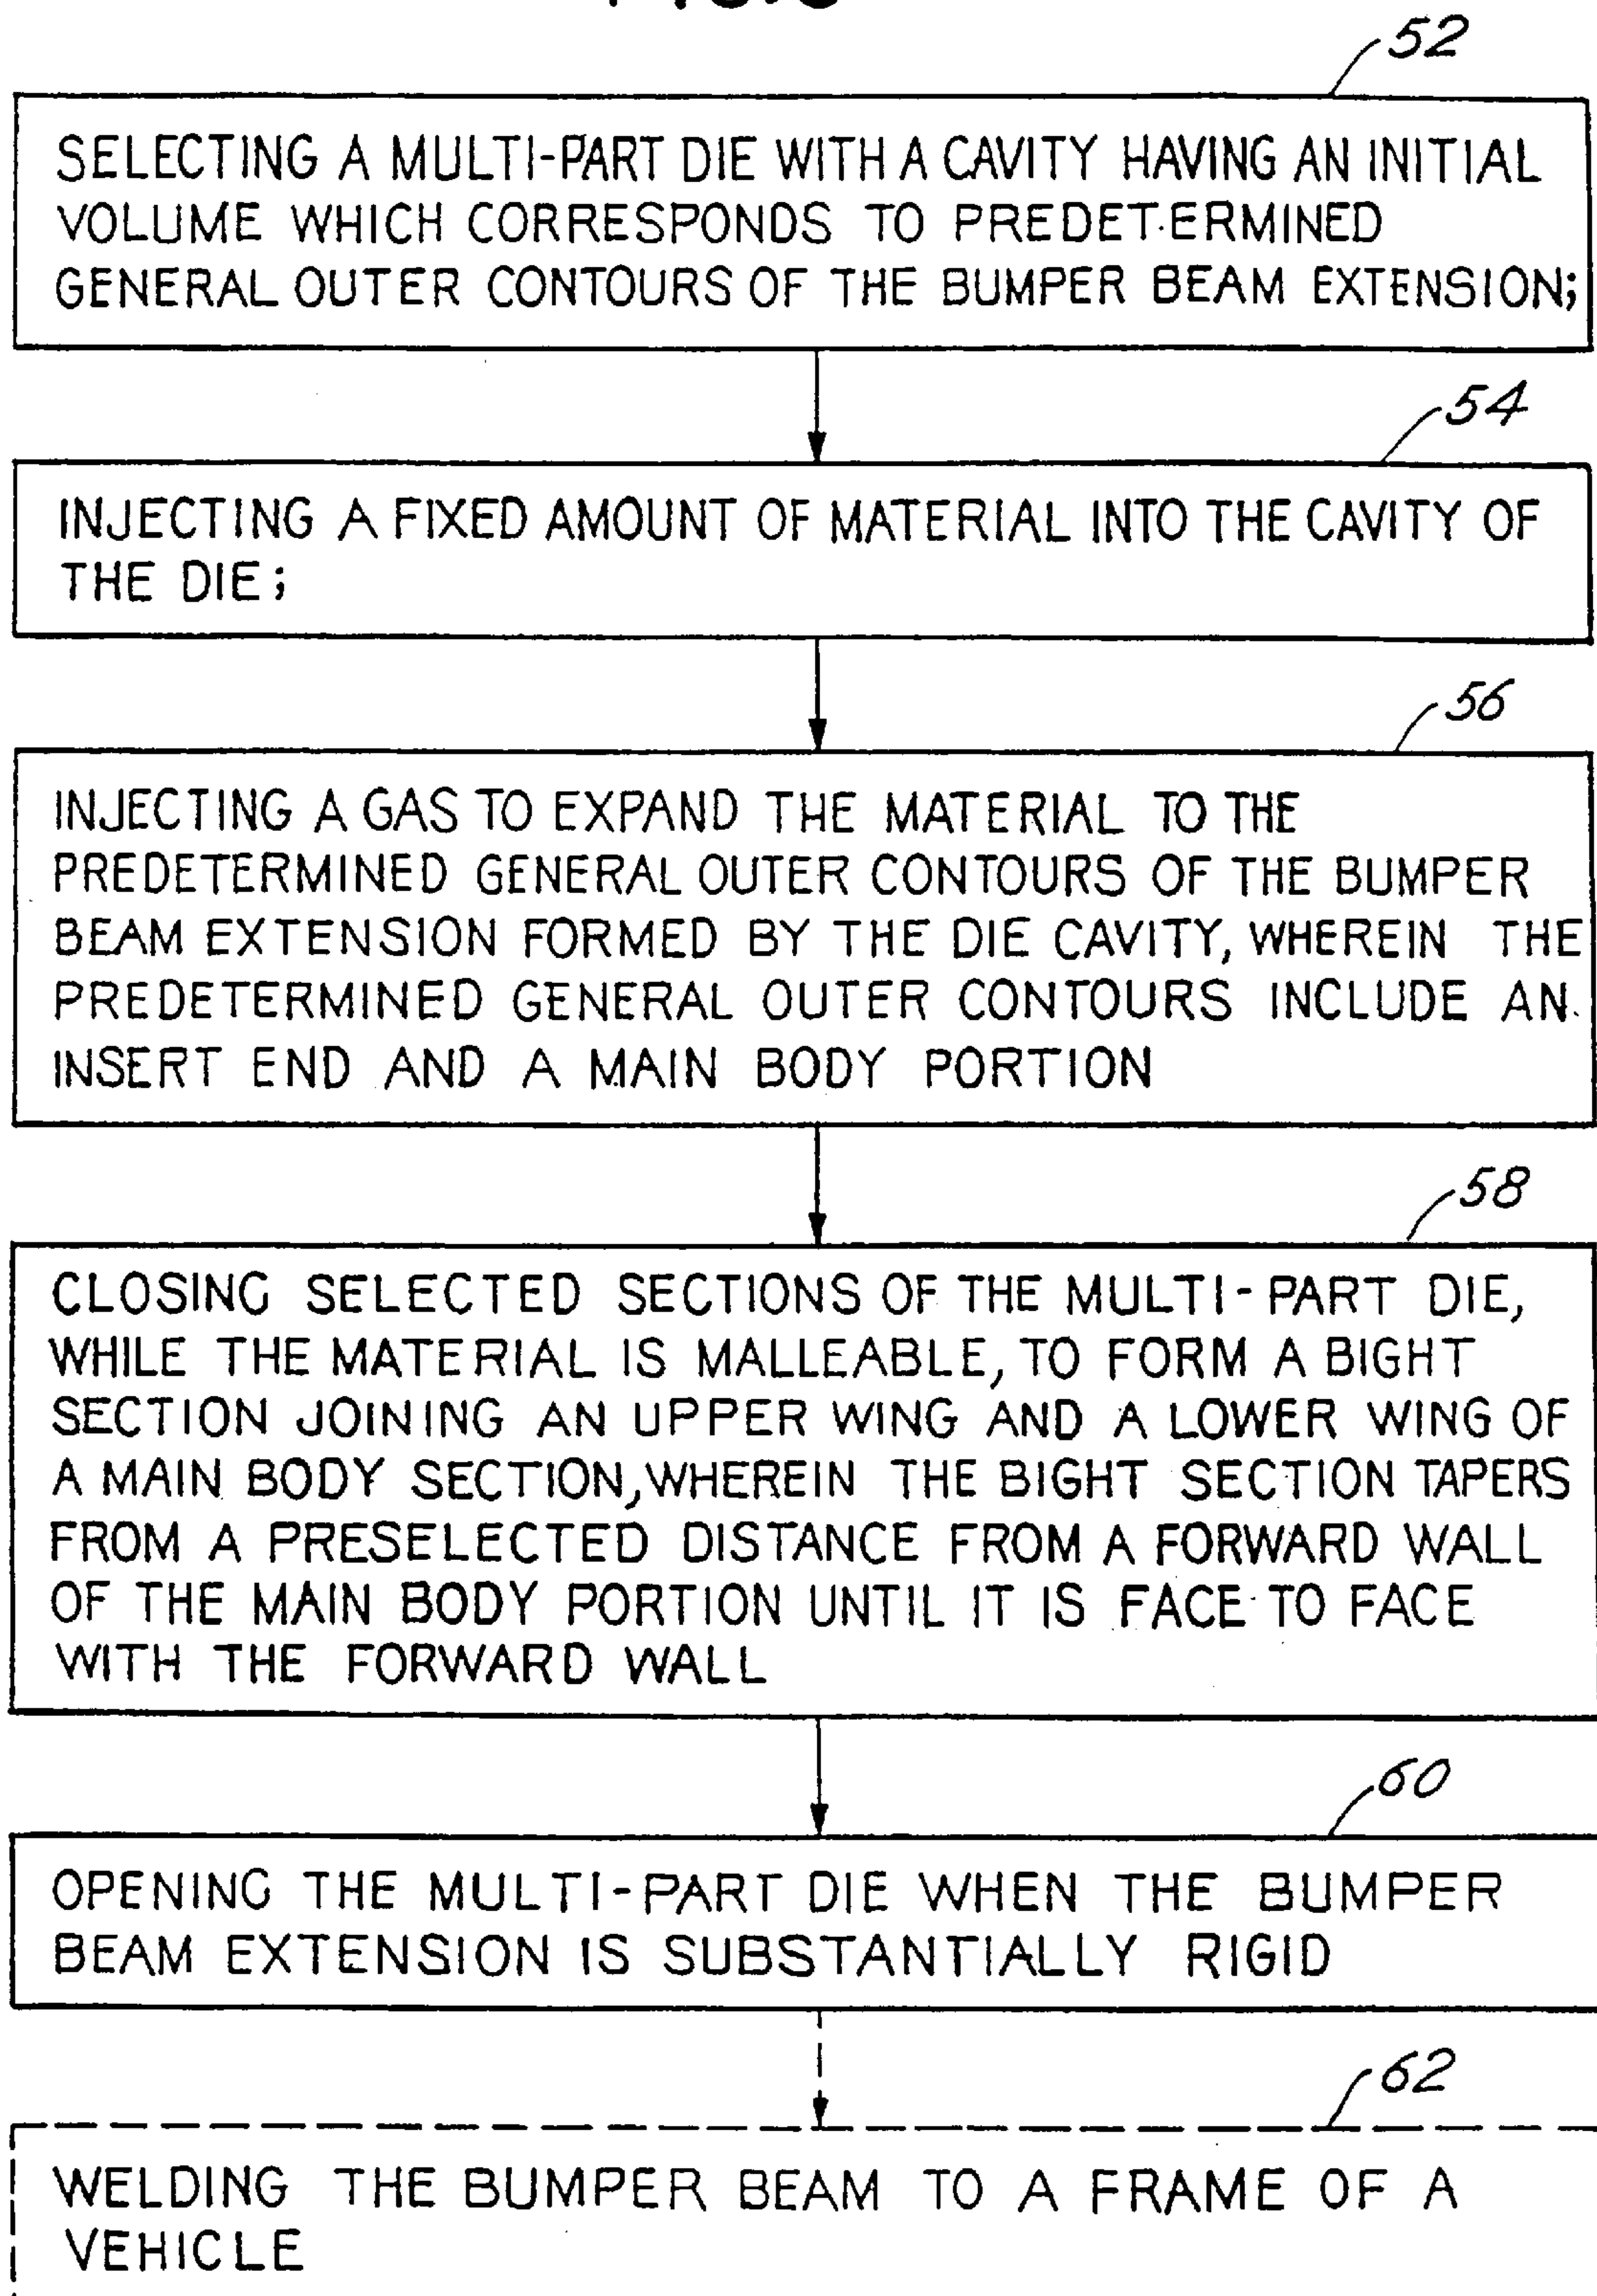 52
SELECTING A MULTI-PART DIE WITH A CAVITY HAVING AN INITIAL
VOLUME WHICH CORRESPONDS TO PREDETERMINED
GENERAL OUTER CONTOURS OF THE BUMPER BEAM EXTENSION;
54
INJECTING A FIXED AMOUNT OF MATERIAL INTO THE CAVITY OF
THE DIE;
56
INJECTING A GAS TO EXPAND THE MATERIAL TO THE
PREDETERMINED GENERAL OUTER CONTOURS OF THE BUMPER
BEAM EXTENSION FORMED BY THE DIE CAVITY, WHEREIN THE
PREDETERMINED GENERAL OUTER CONTOURS INCLUDE AN
INSERT END AND A MAIN BODY PORTION
58
CLOSING SELECTED SECTIONS OF THE MULTI-PART DIE,
WHILE THE MATERIAL IS MALLEABLE, TO FORM A BIGHT
SECTION JOINING AN UPPER WING AND A LOWER WING OF
A MAIN BODY SECTION, WHEREIN THE BIGHT SECTION TAPERS
FROM A PRESELECTED DISTANCE FROM A FORWARD WALL
OF THE MAIN BODY PORTION UNTIL IT IS FACE TO FACE
WITH THE FORWARD WALL
60
OPENING THE MULTI-PART DIE WHEN THE BUMPER
BEAM EXTENSION IS SUBSTANTIALLY RIGID
62
WELDING THE BUMPER BEAM TO A FRAME OF A
VEHICLE